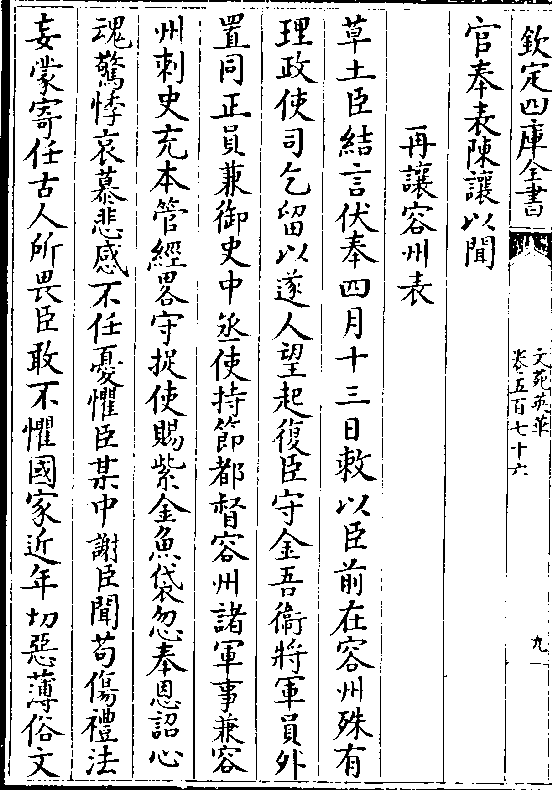 欽定四庫全書
文苑英華
卷五百七十六
九
官奉表陳讓以聞
再讓容州表
草土臣結言伏奉四月十三日敕以臣前在容州殊有
理政使司乞留以遂人望起復臣守金吾衞將軍員外
置同正員兼御史中丞使持節都督容州諸軍事兼容
州刺史充本管經畧守捉使賜紫金魚袋忽奉恩詔心
魂驚悸哀慕悲感不任憂懼臣某中謝臣聞苟傷禮法
妄蒙寄任古人所畏臣敢不懼國家近年切惡薄俗文